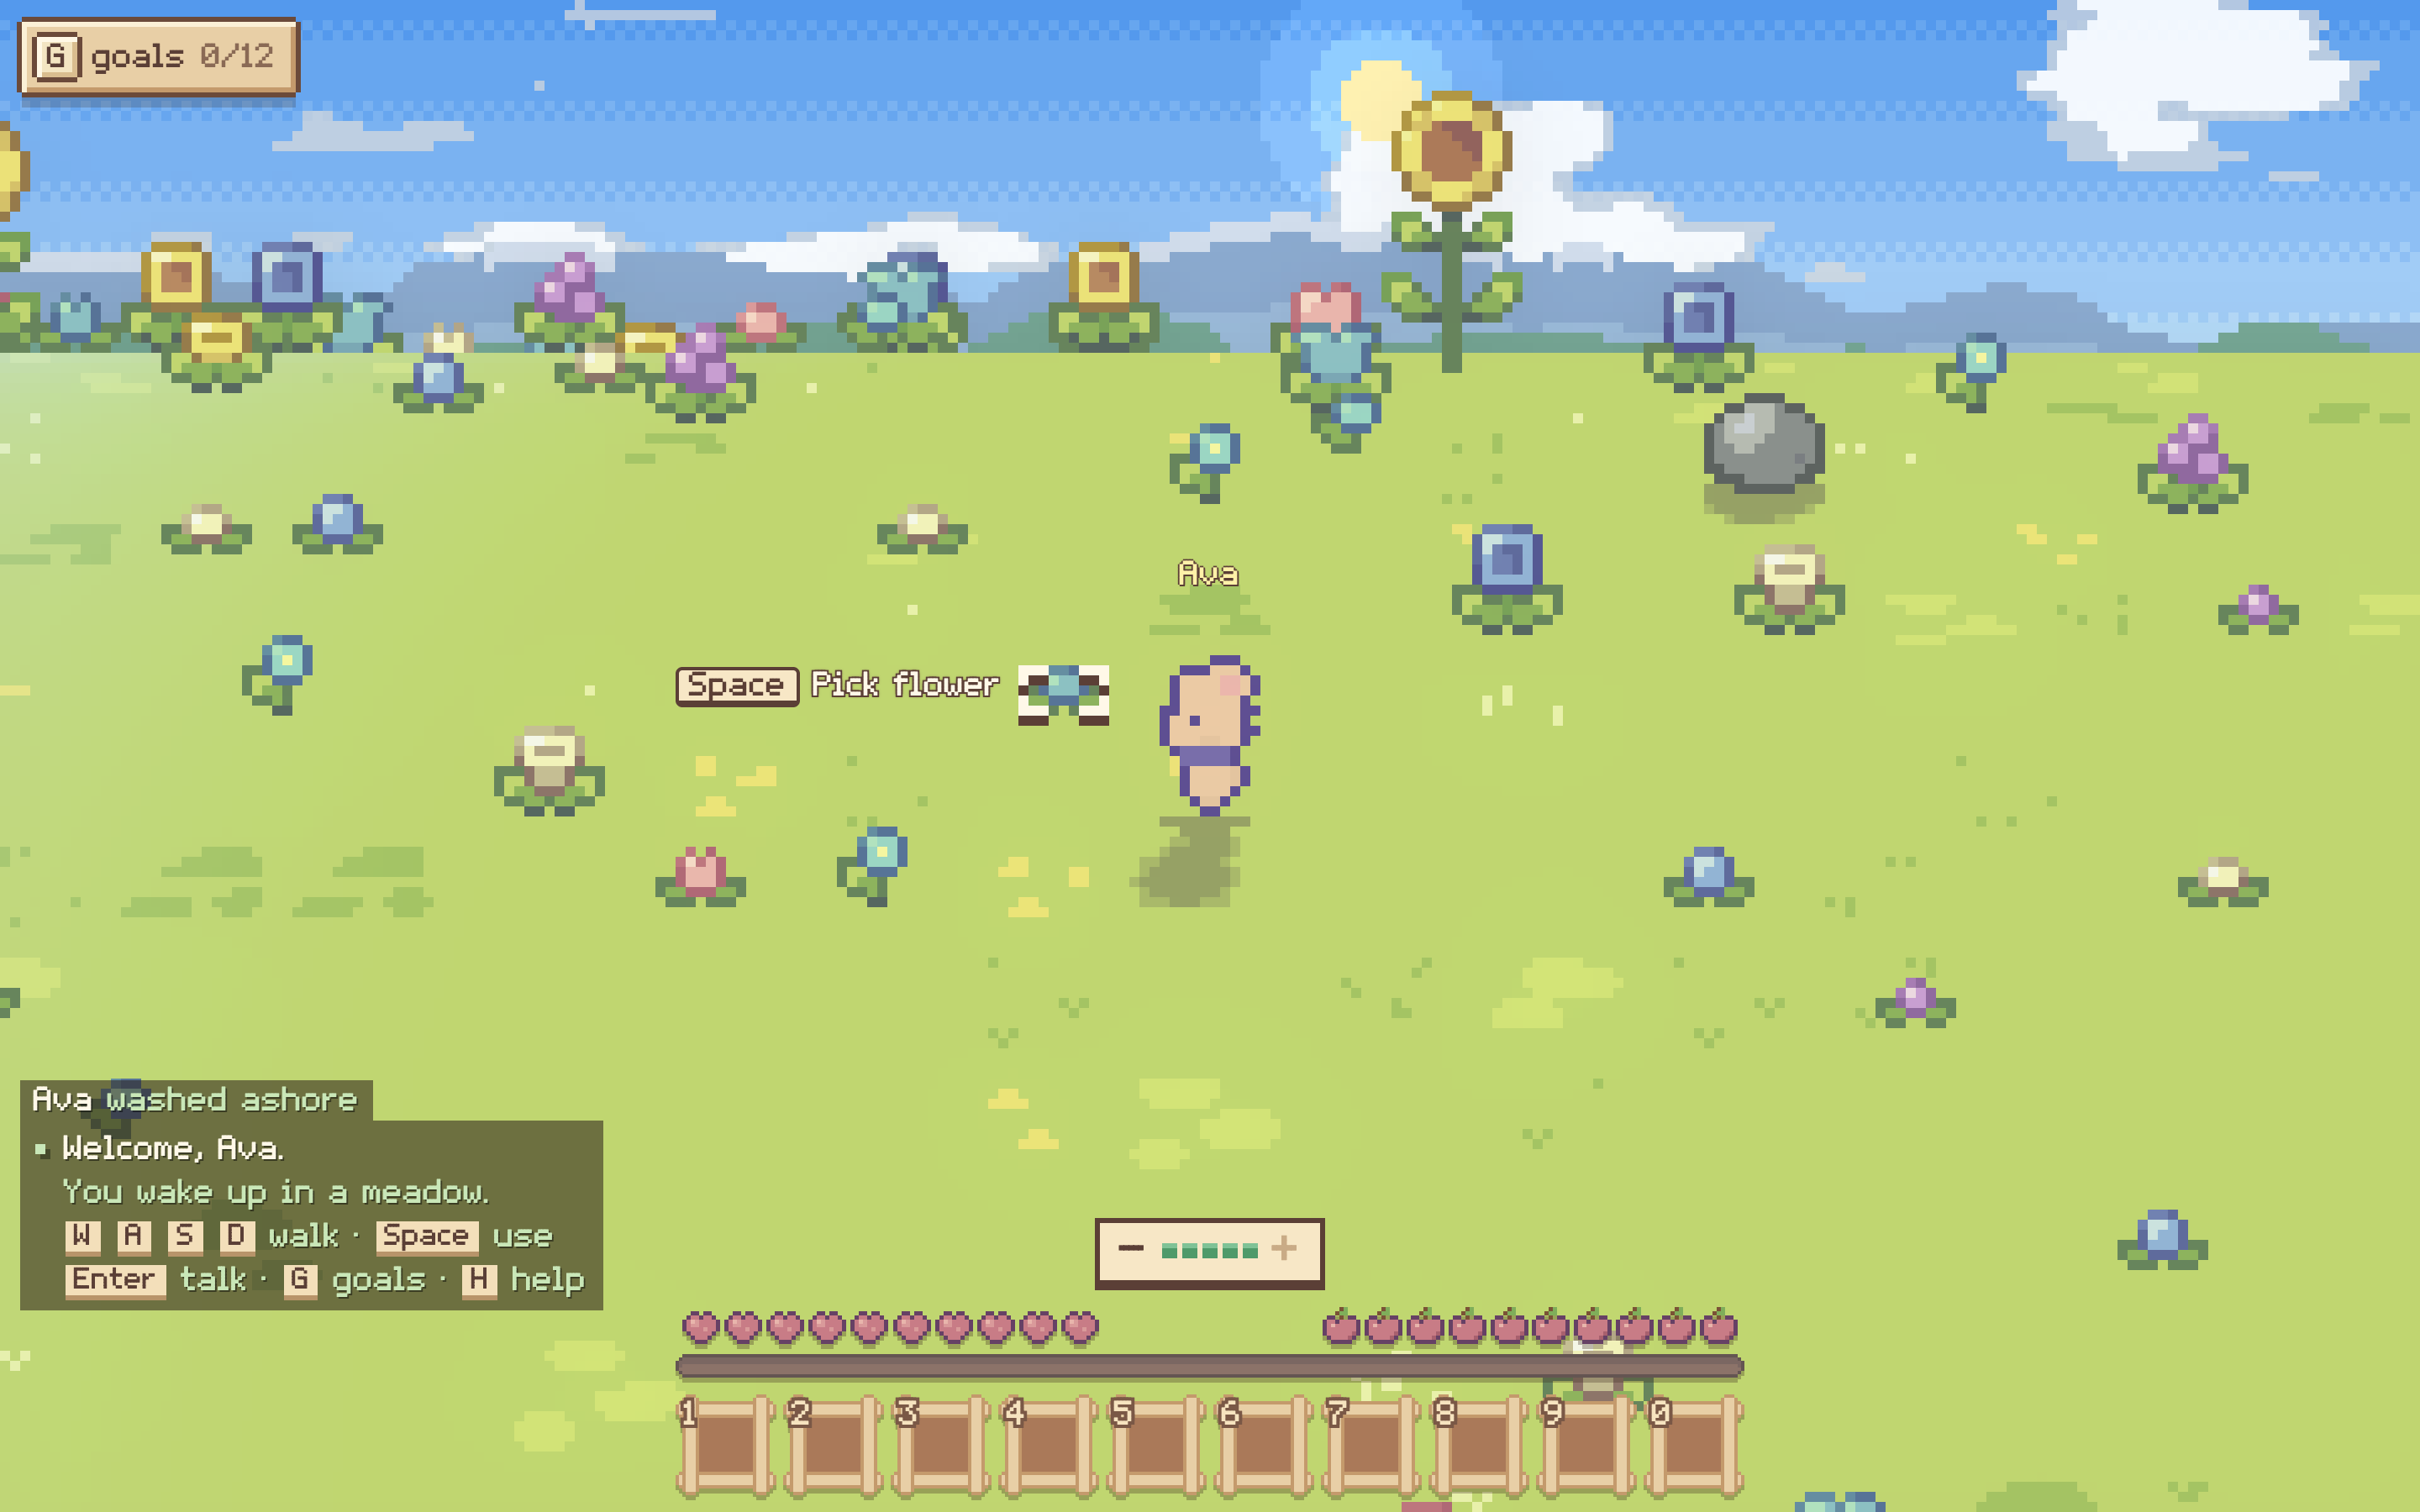 G goals 0/12
Ava
Space Pick flower
Ava washed ashore
Welcome, Ava.
You wake up in a meadow.
W A S D walk · Space use
Enter talk · G goals · H help
1 2 3 4 5 6 7 8 9 0